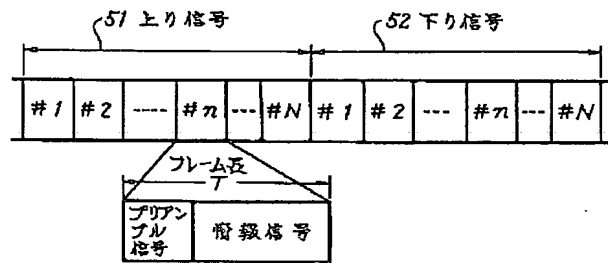 51 上り信号 52 下り信号
#1 #2 ---- #n --- #N #1 #2 --- #n --- #N
フレーム長
T
プリアン
ブル
信号
情報信号